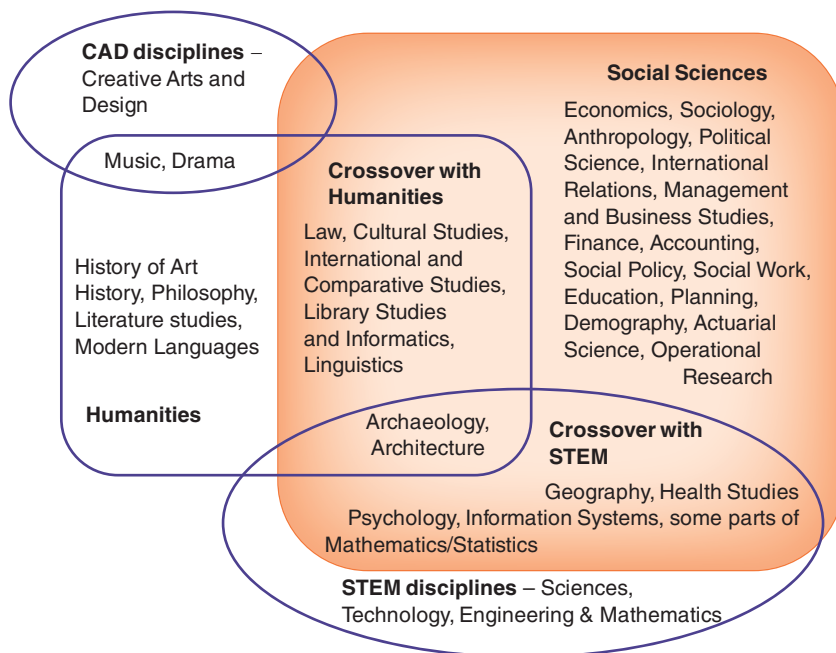 CAD disciplines –
Creative Arts and
Design
Music, Drama
History of Art
History, Philosophy,
Literature studies,
Modern Languages
Humanities
Crossover with
Humanities
Law, Cultural Studies,
International and
Comparative Studies,
Library Studies
and Informatics,
Linguistics
Archaeology,
Architecture
Social Sciences
Economics, Sociology,
Anthropology, Political
Science, International
Relations, Management
and Business Studies,
Finance, Accounting,
Social Policy, Social Work,
Education, Planning,
Demography, Actuarial
Science, Operational
Research
Crossover with
STEM
Geography, Health Studies
Psychology, Information Systems, some parts of
Mathematics/Statistics
STEM disciplines – Sciences,
Technology, Engineering & Mathematics